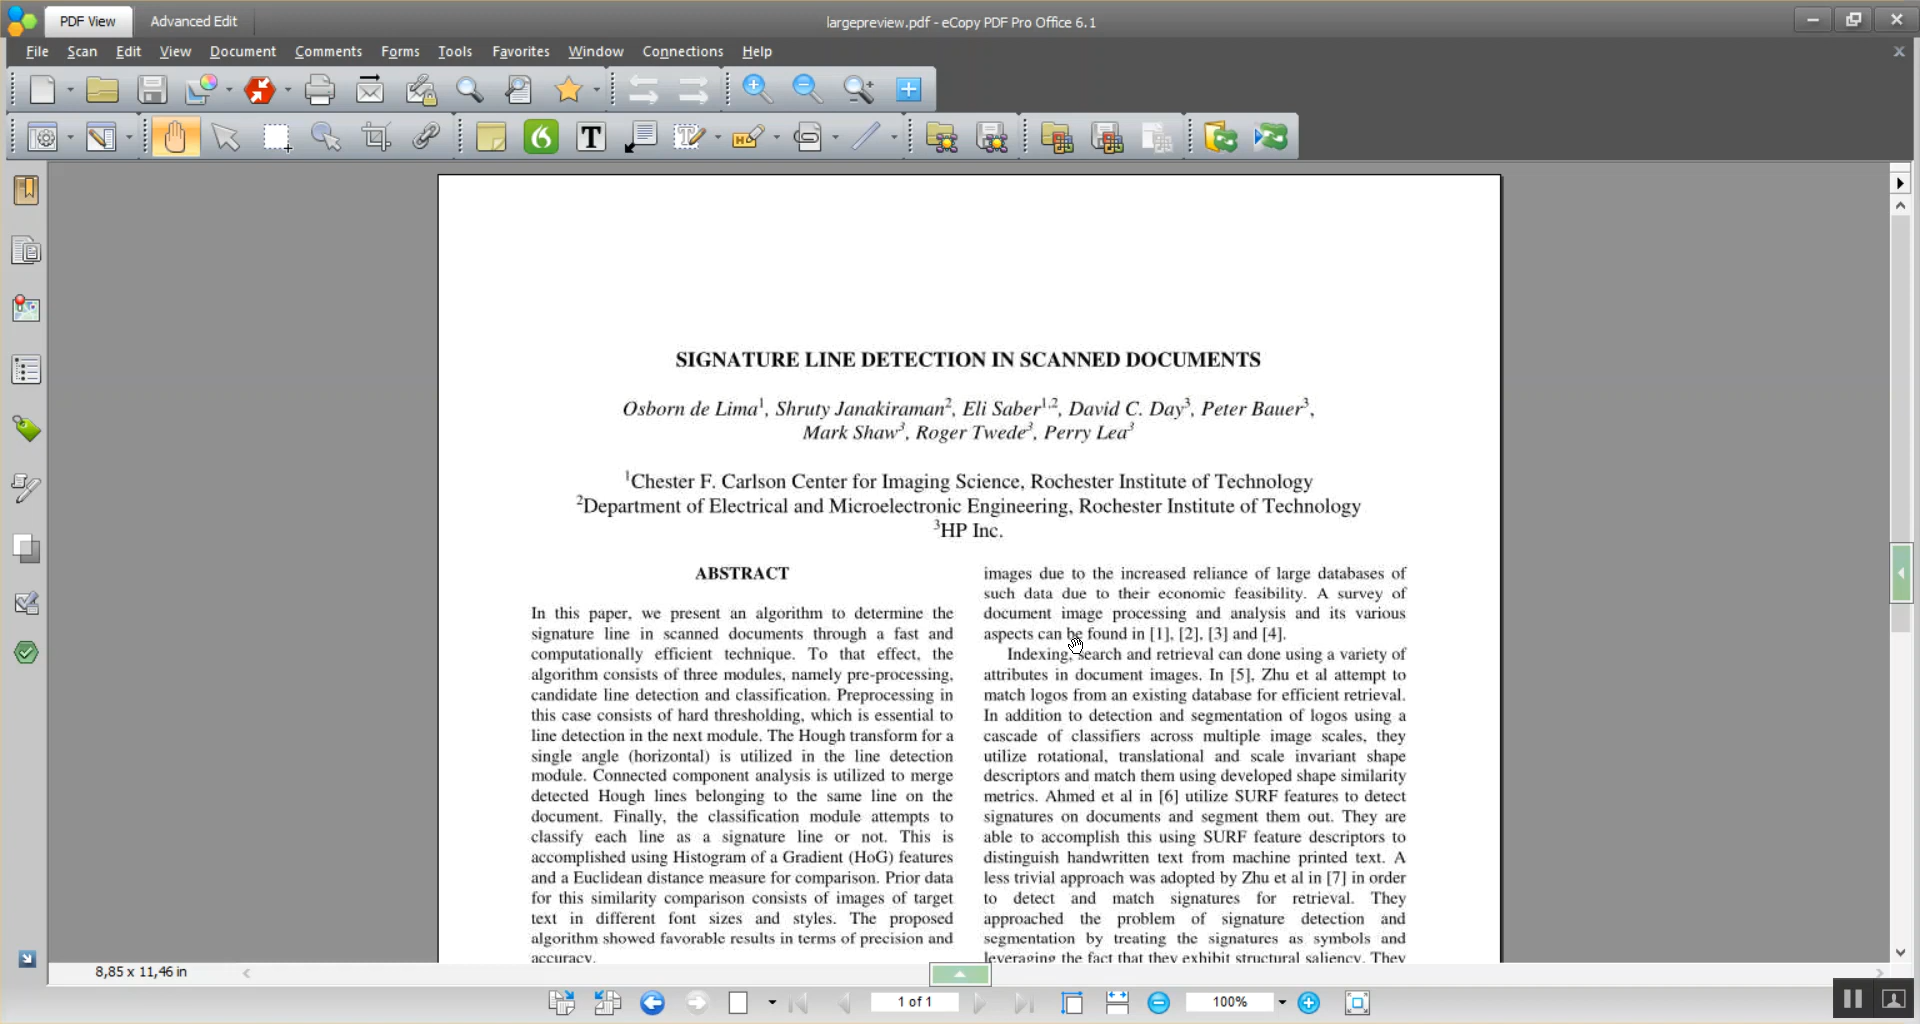 PDF View
Advanced Edit
largepreview.pdf - eCopy PDF Pro Office 6.1
File Scan Edit View Document Comments Forms Tools Favorites Window Connections Help
SIGNATURE LINE DETECTION IN SCANNED DOCUMENTS
Osborn de Lima1, Shruty Janakiraman2, Eli Saber1,2, David C. Day3, Peter Bauer3,
Mark Shaw3, Roger Twede3, Perry Lea3
1Chester F. Carlson Center for Imaging Science, Rochester Institute of Technology
2Department of Electrical and Microelectronic Engineering, Rochester Institute of Technology
3HP Inc.
ABSTRACT
In this paper, we present an algorithm to determine the
signature line in scanned documents through a fast and
computationally efficient technique. To that effect, the
algorithm consists of three modules, namely pre-processing,
candidate line detection and classification. Preprocessing in
this case consists of hard thresholding, which is essential to
line detection in the next module. The Hough transform for a
single angle (horizontal) is utilized in the line detection
module. Connected component analysis is utilized to merge
detected Hough lines belonging to the same line on the
document. Finally, the classification module attempts to
classify each line as a signature line or not. This is
accomplished using Histogram of a Gradient (HoG) features
and a Euclidean distance measure for comparison. Prior data
for this similarity comparison consists of images of target
text in different font sizes and styles. The proposed
algorithm showed favorable results in terms of precision and
accuracy.
images due to the increased reliance of large databases of
such data due to their economic feasibility. A survey of
document image processing and analysis and its various
aspects can be found in [1], [2], [3] and [4].
Indexing, search and retrieval can done using a variety of
attributes in document images. In [5], Zhu et al attempt to
match logos from an existing database for efficient retrieval.
In addition to detection and segmentation of logos using a
cascade of classifiers across multiple image scales, they
utilize rotational, translational and scale invariant shape
descriptors and match them using developed shape similarity
metrics. Ahmed et al in [6] utilize SURF features to detect
signatures on documents and segment them out. They are
able to accomplish this using SURF feature descriptors to
distinguish handwritten text from machine printed text. A
less trivial approach was adopted by Zhu et al in [7] in order
to detect and match signatures for retrieval. They
approached the problem of signature detection and
segmentation by treating the signatures as symbols and
leveraging the fact that they exhibit structural saliency. They
8,85 x 11,46 in
1 of 1
100%